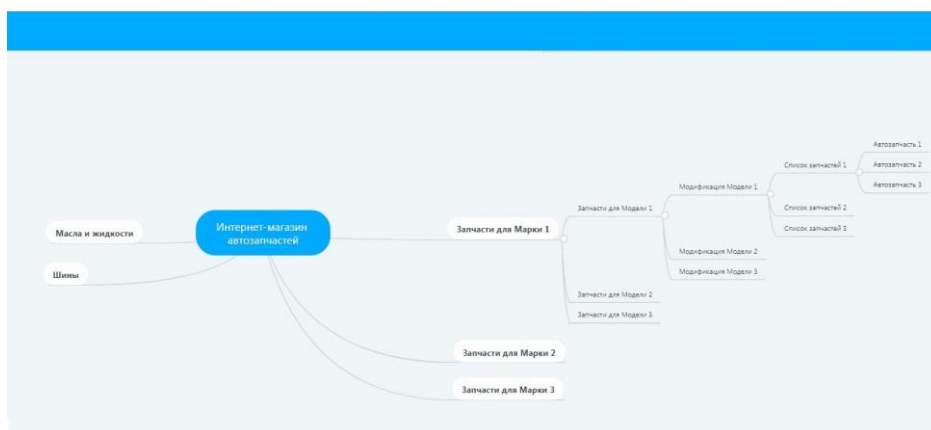 Масла и жидкости
Шины
Интернет-магазин
автозапчастей
Запчасти для Марки 1
Запчасти для Модели 1
Модификация Модели 1
Список запчастей 1
Автозапчасть 1
Автозапчасть 2
Автозапчасть 3
Список запчастей 2
Список запчастей 3
Модификация Модели 2
Модификация Модели 3
Запчасти для Модели 2
Запчасти для Модели 3
Запчасти для Марки 2
Запчасти для Марки 3